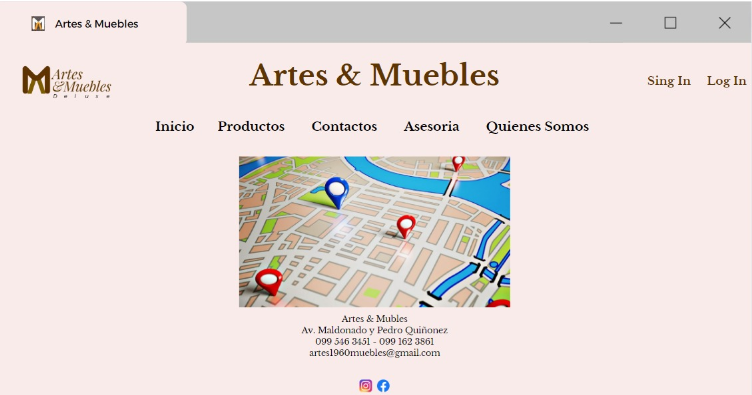 Artes & Muebles
Artes
&Muebles
Deluxe
Artes & Muebles
Sing In
Log In
Inicio
Productos
Contactos
Asesoria
Quienes Somos
Artes & Mubles
Av. Maldonado y Pedro Quiñonez
099 546 3451 - 099 162 3861
artes1960muebles@gmail.com